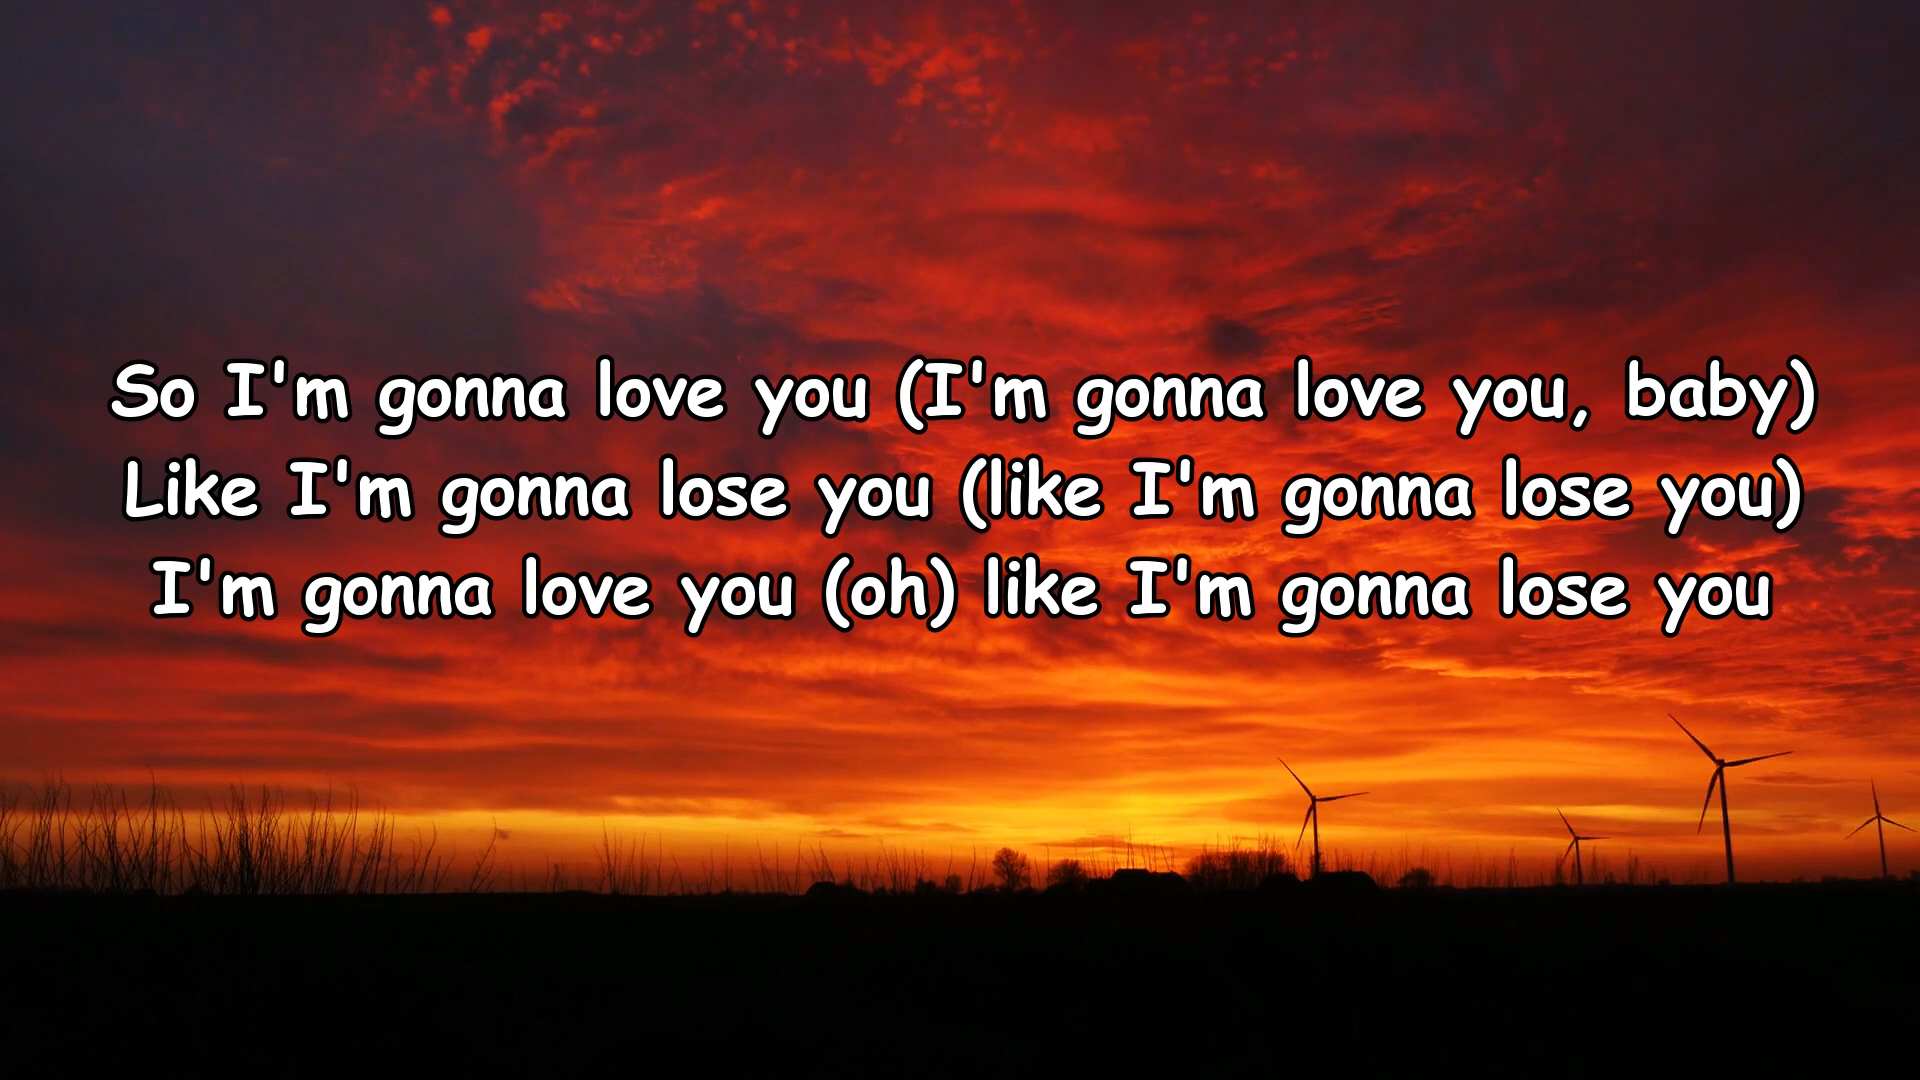 So I'm gonna love you (I'm gonna love you, baby)
Like I'm gonna lose you (like I'm gonna lose you)
I'm gonna love you (oh) like I'm gonna lose you